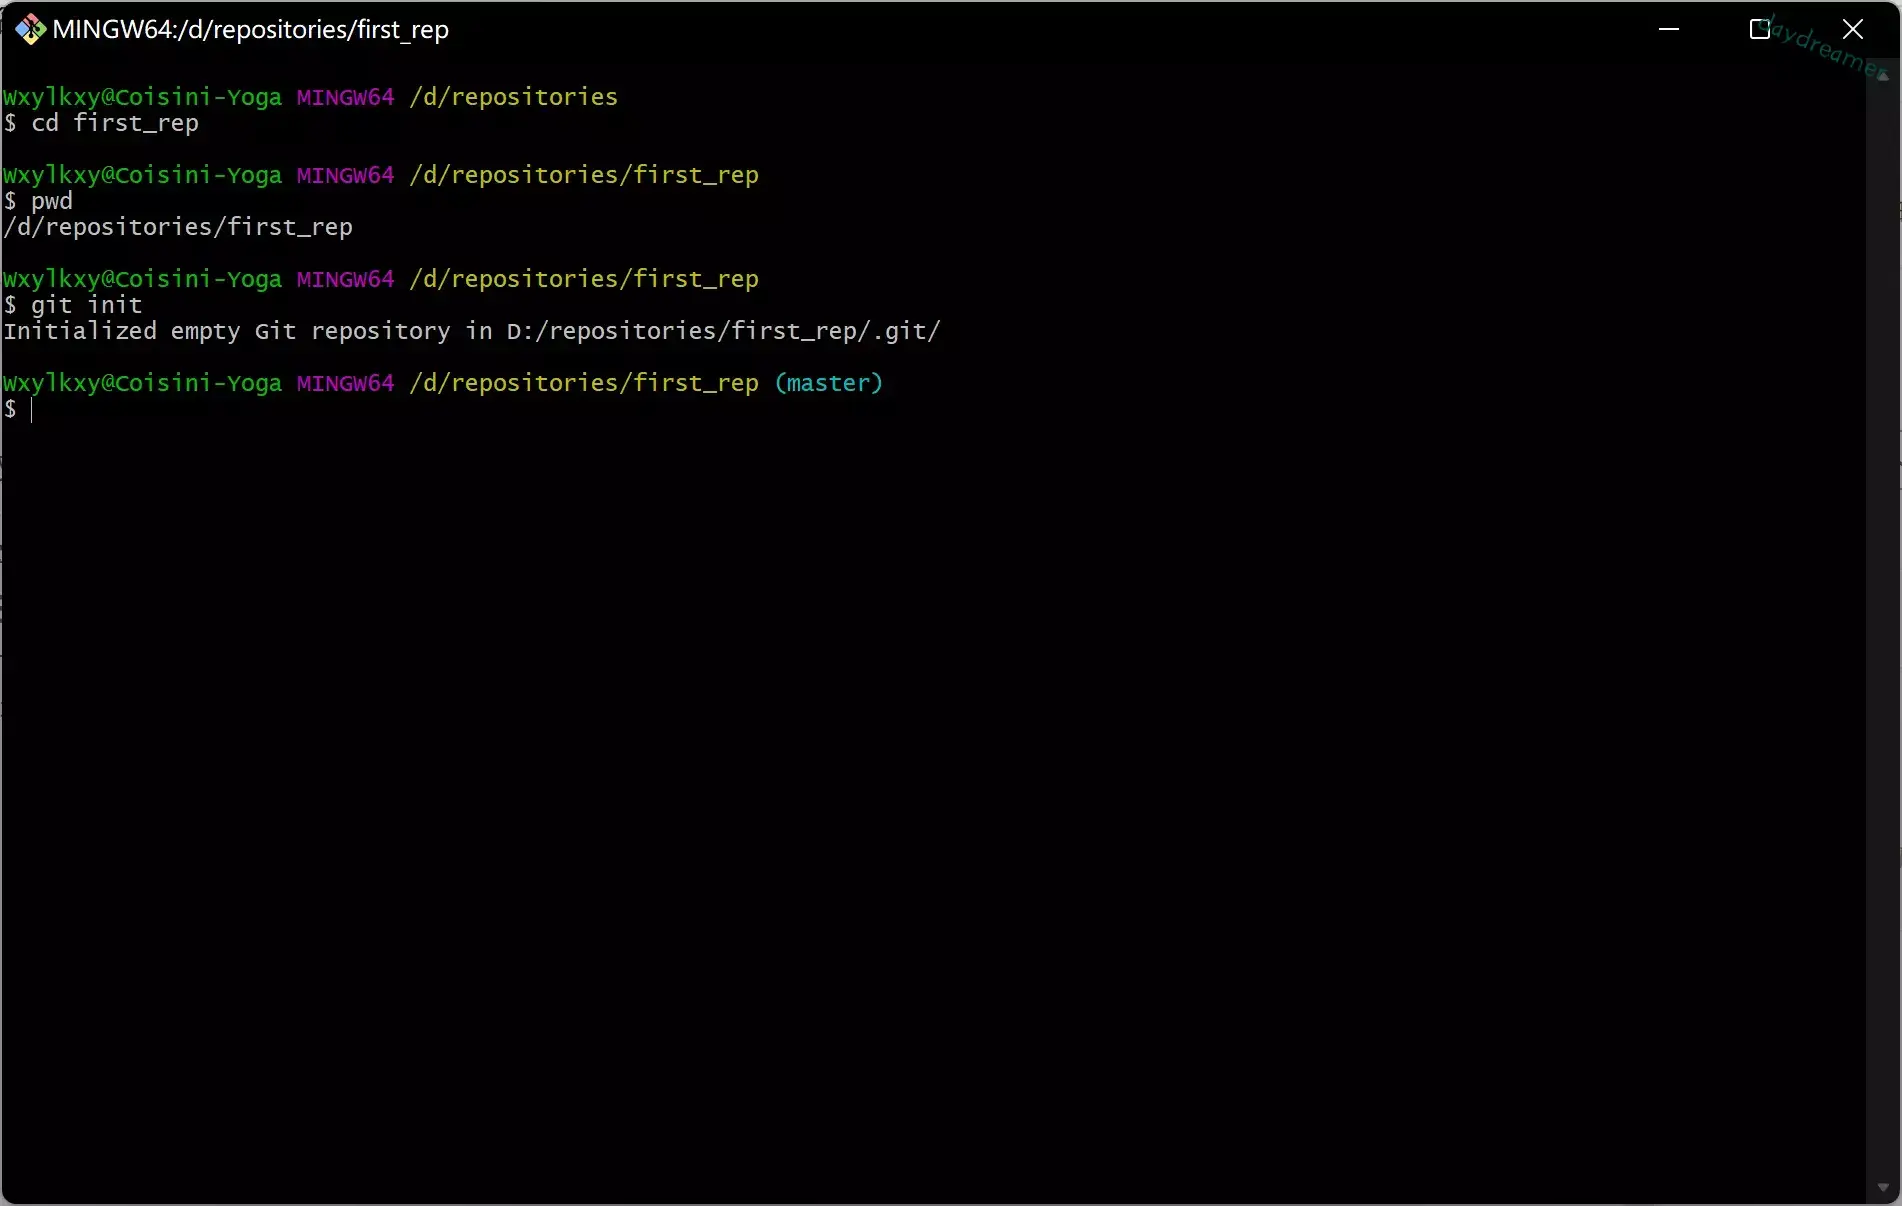 MINGW64:/d/repositories/first_rep
daydreamer
Wxylkxy@Coisini-Yoga MINGW64 /d/repositories
$ cd first_rep
Wxylkxy@Coisini-Yoga MINGW64 /d/repositories/first_rep
$ pwd
/d/repositories/first_rep
Wxylkxy@Coisini-Yoga MINGW64 /d/repositories/first_rep
$ git init
Initialized empty Git repository in D:/repositories/first_rep/.git/
Wxylkxy@Coisini-Yoga MINGW64 /d/repositories/first_rep (master)
$